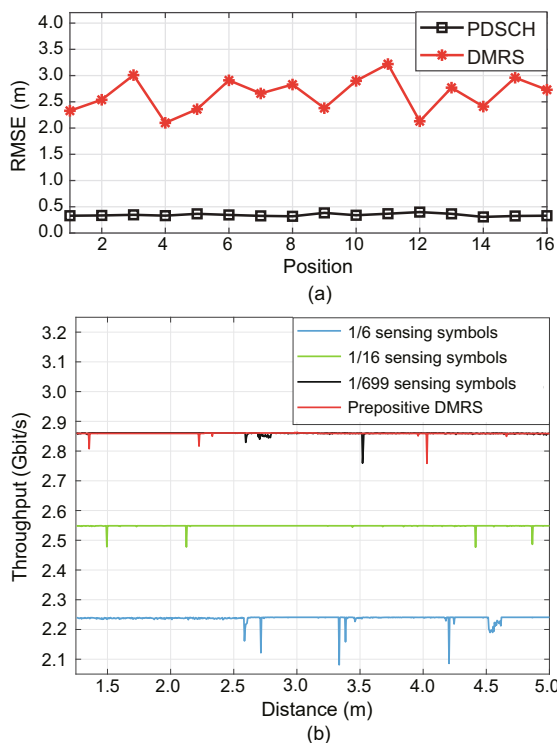 PDSCH
DMRS
4.0
3.5
3.0
2.5
2.0
1.5
1.0
0.5
0.0
RMSE (m)
2 4 6 8 10 12 14 16
Position
(a)
1/6 sensing symbols
1/16 sensing symbols
1/699 sensing symbols
Prepositive DMRS
3.2
3.1
3.0
2.9
2.8
2.7
2.6
2.5
2.4
2.3
2.2
2.1
Throughput (Gbit/s)
1.5 2.0 2.5 3.0 3.5 4.0 4.5 5.0
Distance (m)
(b)